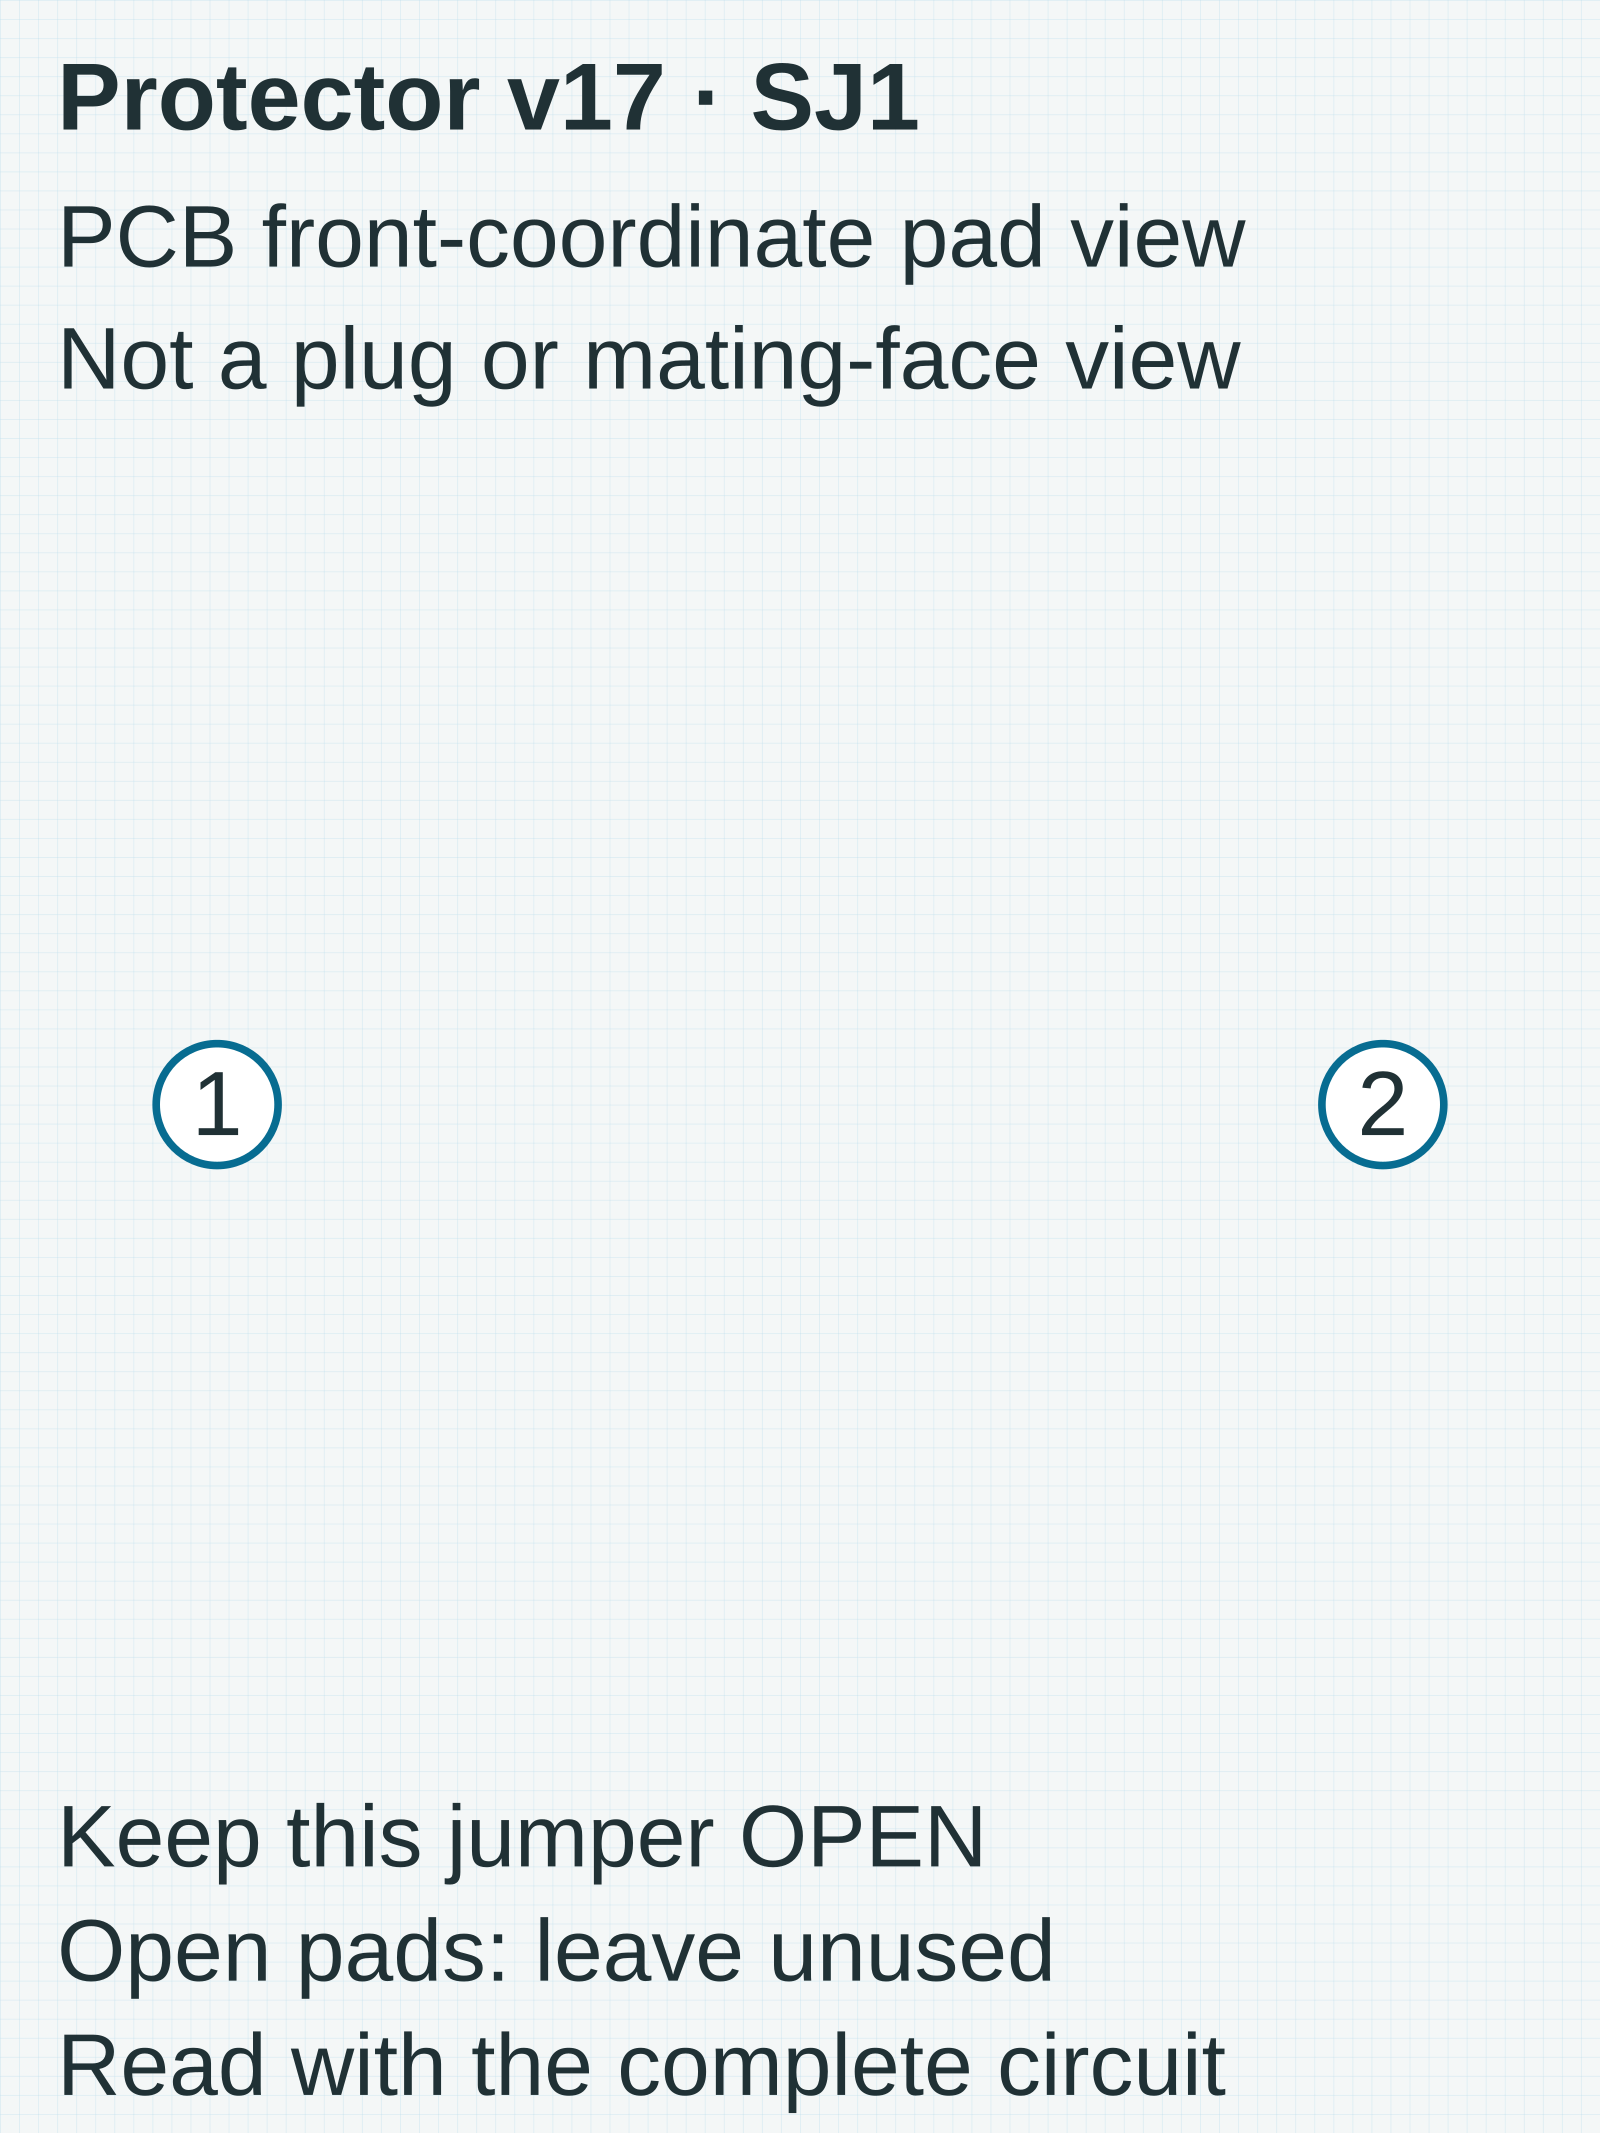 Protector v17 · SJ1
PCB front-coordinate pad view
Not a plug or mating-face view
1 2
Keep this jumper OPEN
Open pads: leave unused
Read with the complete circuit